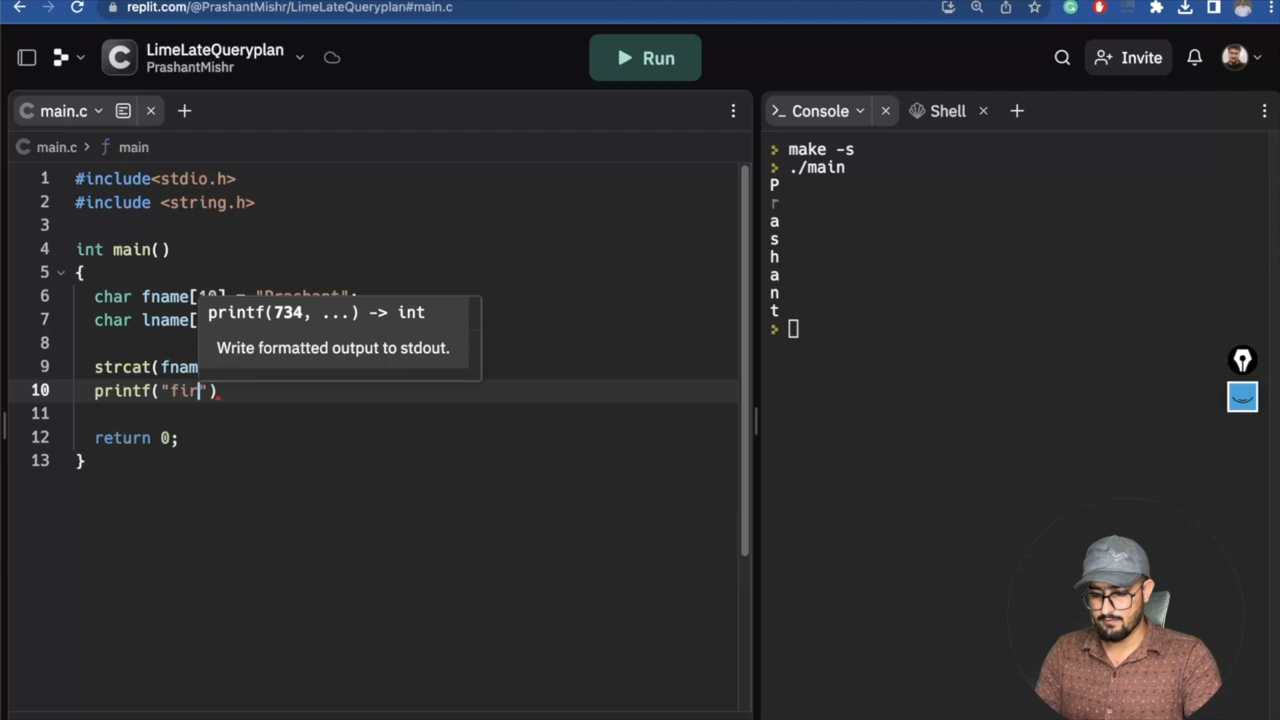 replit.com/@PrashantMishr/LimeLateQueryplan#main.c
LimeLateQueryplan
PrashantMishr
Run
Invite
main.c
main.c > f main
1 #include<stdio.h>
2 #include <string.h>
3
4 int main()
5 {
6 char fname[10] = "Prashant";
7 char lname[
8
9 strcat(fnam
10 printf("fir")
11
12 return 0;
13 }
printf(734, ...) -> int
Write formatted output to stdout.
>_ Console
Shell
> make -s
> ./main
P
r
a
s
h
a
n
t
>